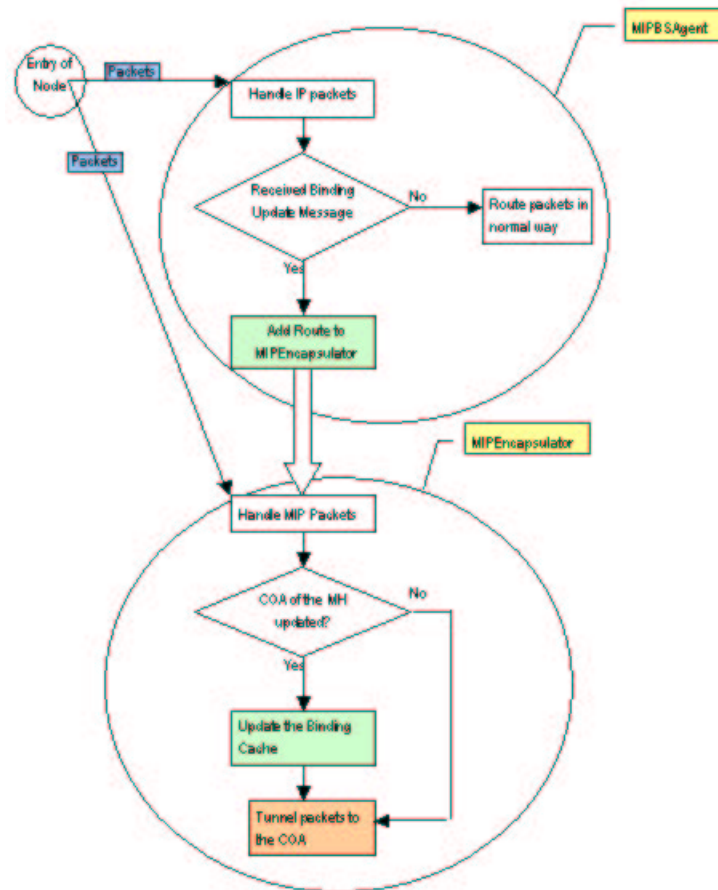 MIPBSAgent
Entry of
Node
Packets
Handle IP packets
Packets
Received Binding
Update Message
No
Route packets in
normal way
Yes
Add Route to
MIPEncapsulator
MIPEncapsulator
Handle MIP Packets
COA of the MH
updated?
No
Yes
Update the Binding
Cache
Tunnel packets to
the COA